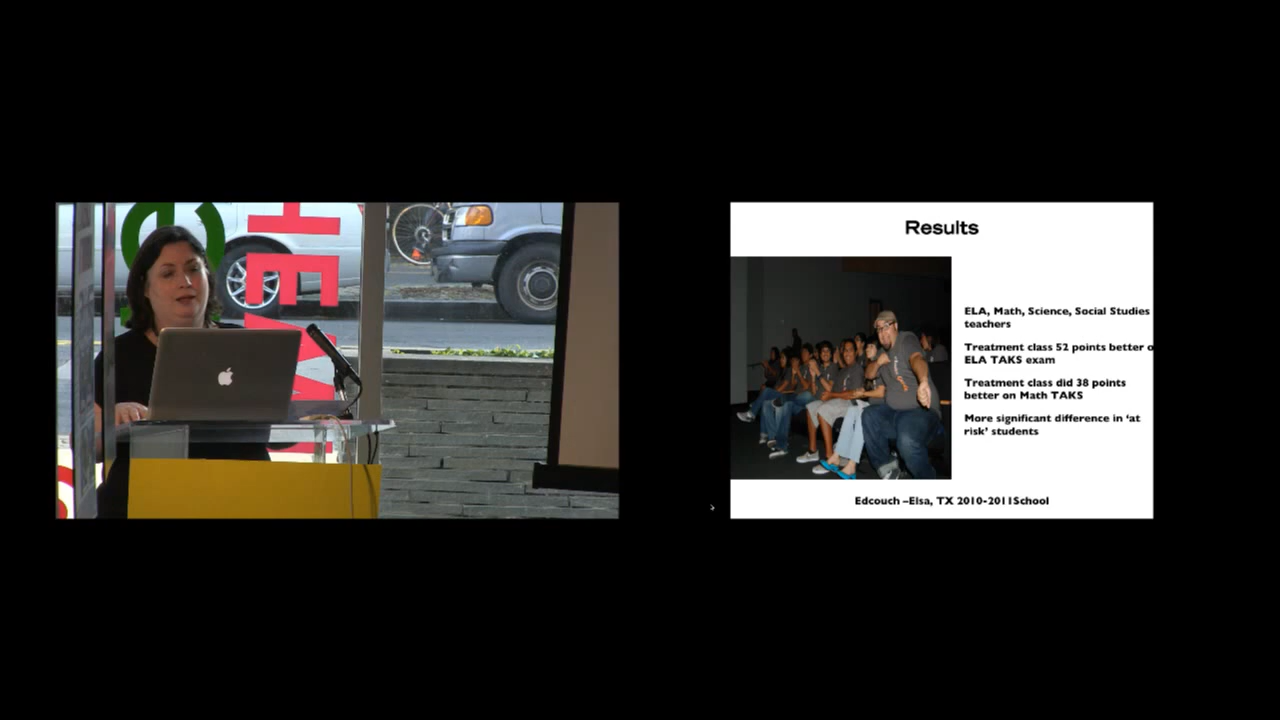 Results
ELA, Math, Science, Social Studies
teachers
Treatment class 52 points better o
ELA TAKS exam
Treatment class did 38 points
better on Math TAKS
More significant difference in ‘at
risk’ students
Edcouch –Elsa, TX 2010-2011School